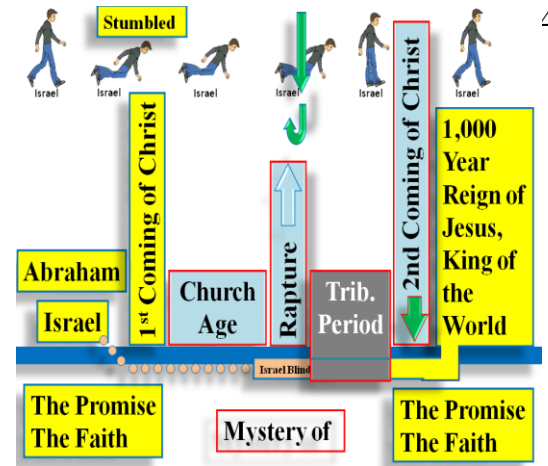 Stumbled
Israel
Israel
Israel
Israel
Israel
Israel
1st Coming of Christ
Rapture
2nd Coming of Christ
1,000
Year
Reign of
Jesus,
King of
the
World
Abraham
Israel
Church
Age
Trib.
Period
Israel Blind
The Promise
The Faith
Mystery of
The Promise
The Faith